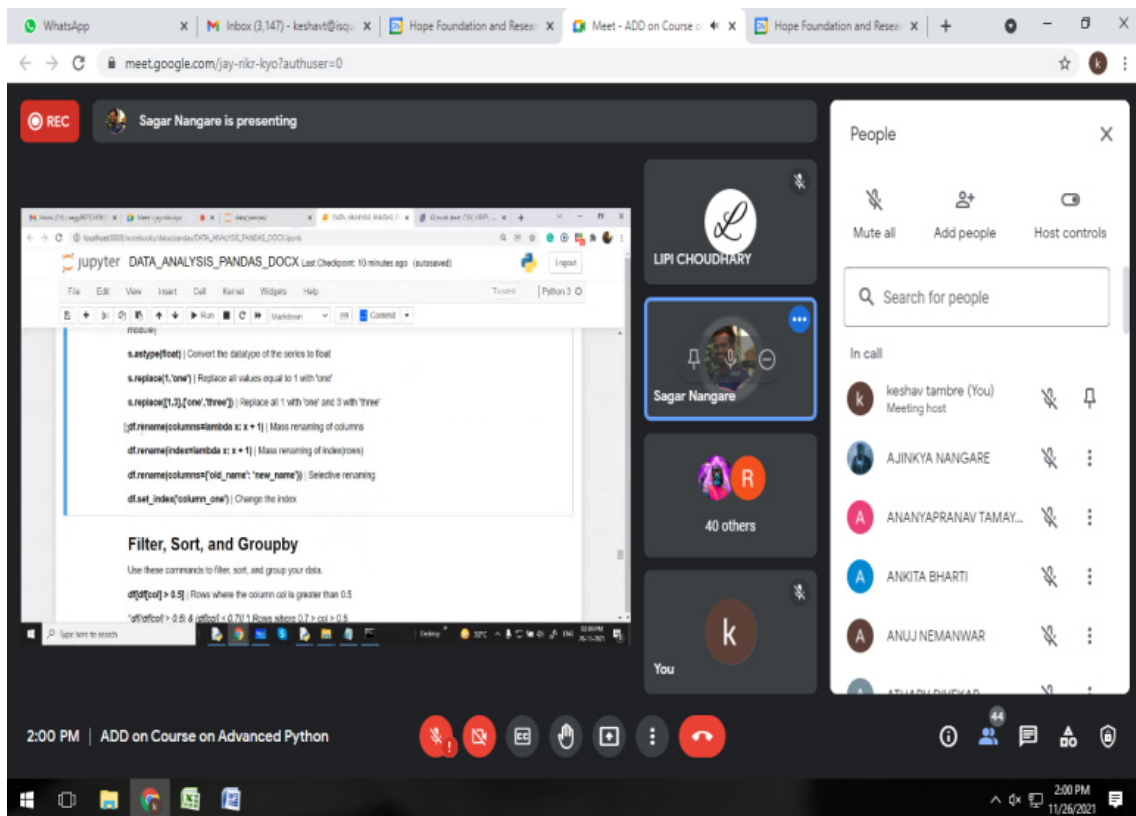 WhatsApp
Inbox (3,147) - keshavt@isqu
Hope Foundation and Resear
Meet - ADD on Course o
Hope Foundation and Resear
meet.google.com/jay-rikr-kyo?authuser=0
REC
Sagar Nangare is presenting
jupyter DATA_ANALYSIS_PANDAS_DOCX Last Checkpoint: 10 minutes ago (autosaved)
Logout
File Edit View Insert Cell Kernel Widgets Help
Trusted
Python 3
Run
Markdown
Commit
module)
s.astype(float) | Convert the datatype of the series to float
s.replace(1,'one') | Replace all values equal to 1 with 'one'
s.replace([1,3],['one','three']) | Replace all 1 with 'one' and 3 with 'three'
df.rename(columns=lambda x: x + 1) | Mass renaming of columns
df.rename(index=lambda x: x + 1) | Mass renaming of index(rows)
df.rename(columns={'old_name': 'new_name'}) | Selective renaming
df.set_index('column_one') | Change the index
Filter, Sort, and Groupby
Use these commands to filter, sort, and group your data.
df[df[col] > 0.5] | Rows where the column col is greater than 0.5
Type here to search
Desktop
LIPI CHOUDHARY
Sagar Nangare
R
40 others
k
You
People
Mute all
Add people
Host controls
Search for people
In call
k
keshav tambre (You)
Meeting host
AJINKYA NANGARE
A
ANANYAPRANAV TAMAY...
A
ANKITA BHARTI
A
ANUJ NEMANWAR
2:00 PM | ADD on Course on Advanced Python
44
2:00 PM
11/26/2021